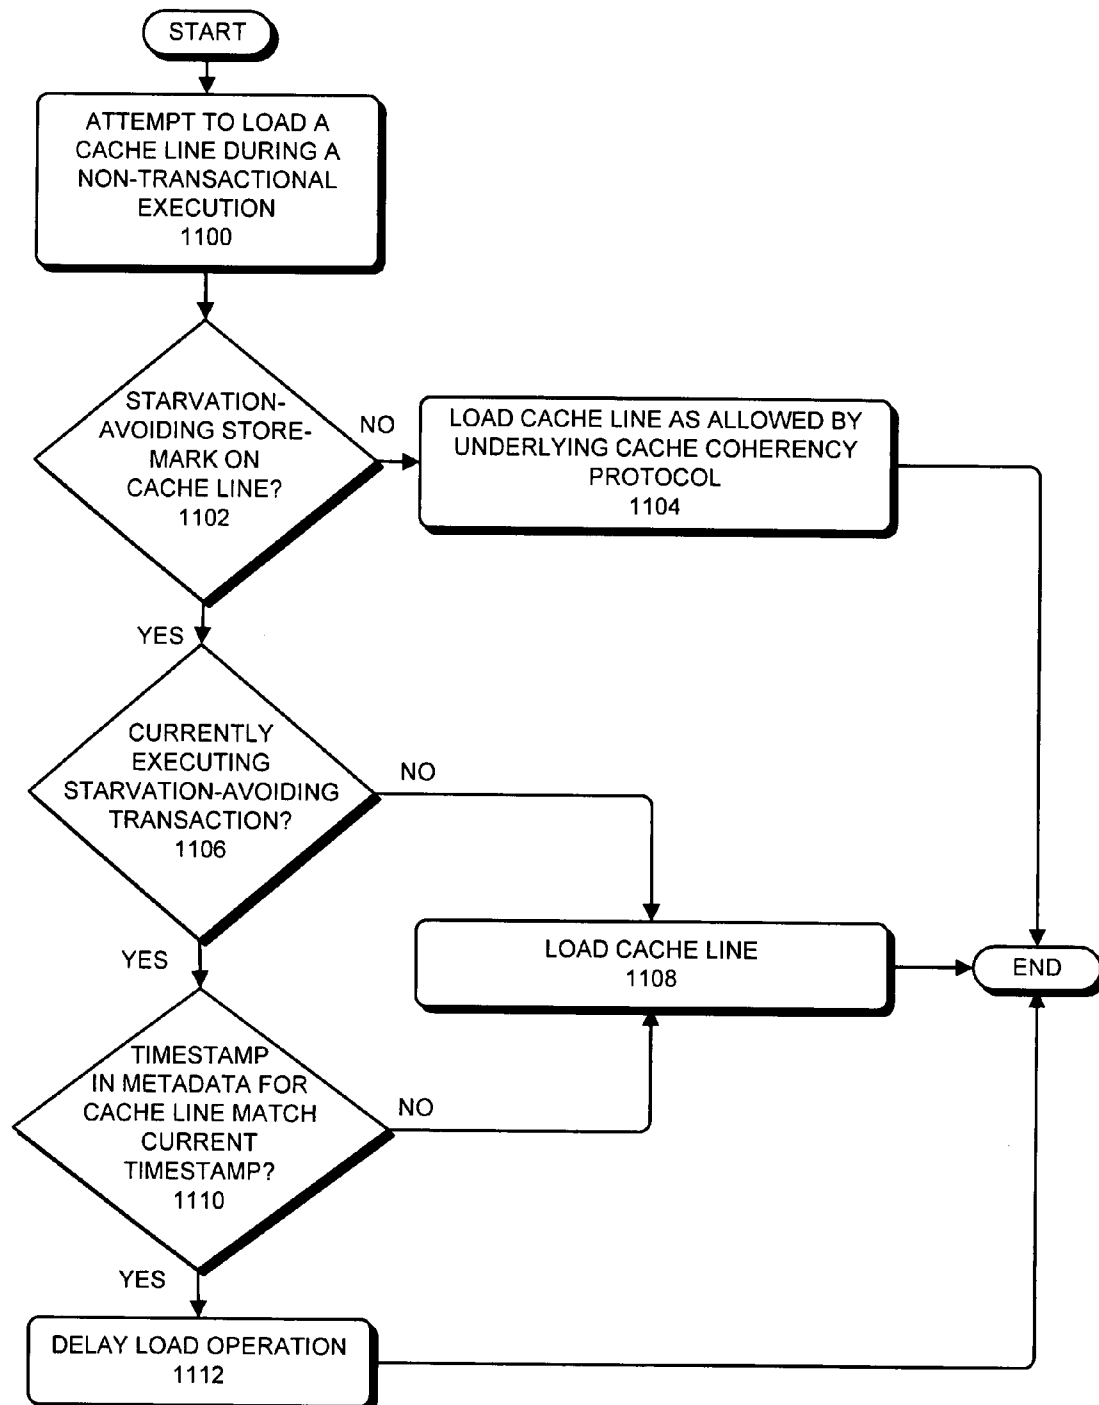 START
ATTEMPT TO LOAD A
CACHE LINE DURING A
NON-TRANSACTIONAL
EXECUTION
1100
STARVATION-
AVOIDING STORE-
MARK ON
CACHE LINE?
1102
NO
LOAD CACHE LINE AS ALLOWED BY
UNDERLYING CACHE COHERENCY
PROTOCOL
1104
YES
CURRENTLY
EXECUTING
STARVATION-AVOIDING
TRANSACTION?
1106
NO
YES
LOAD CACHE LINE
1108
END
TIMESTAMP
IN METADATA FOR
CACHE LINE MATCH
CURRENT
TIMESTAMP?
1110
NO
YES
DELAY LOAD OPERATION
1112